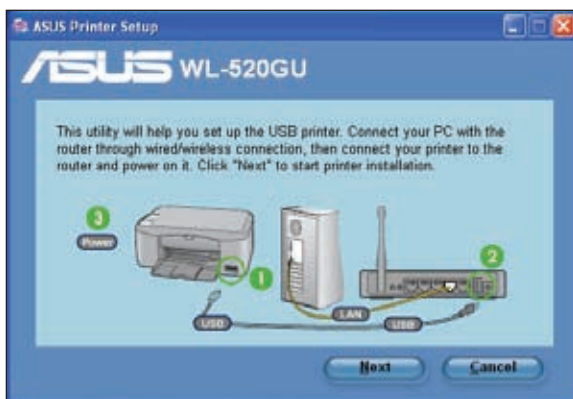 ASUS Printer Setup
ASUS WL-520GU
This utility will help you set up the USB printer. Connect your PC with the
router through wired/wireless connection, then connect your printer to the
router and power on it. Click "Next" to start printer installation.
3
Power
1
2
USB
LAN
USB
Next
Cancel